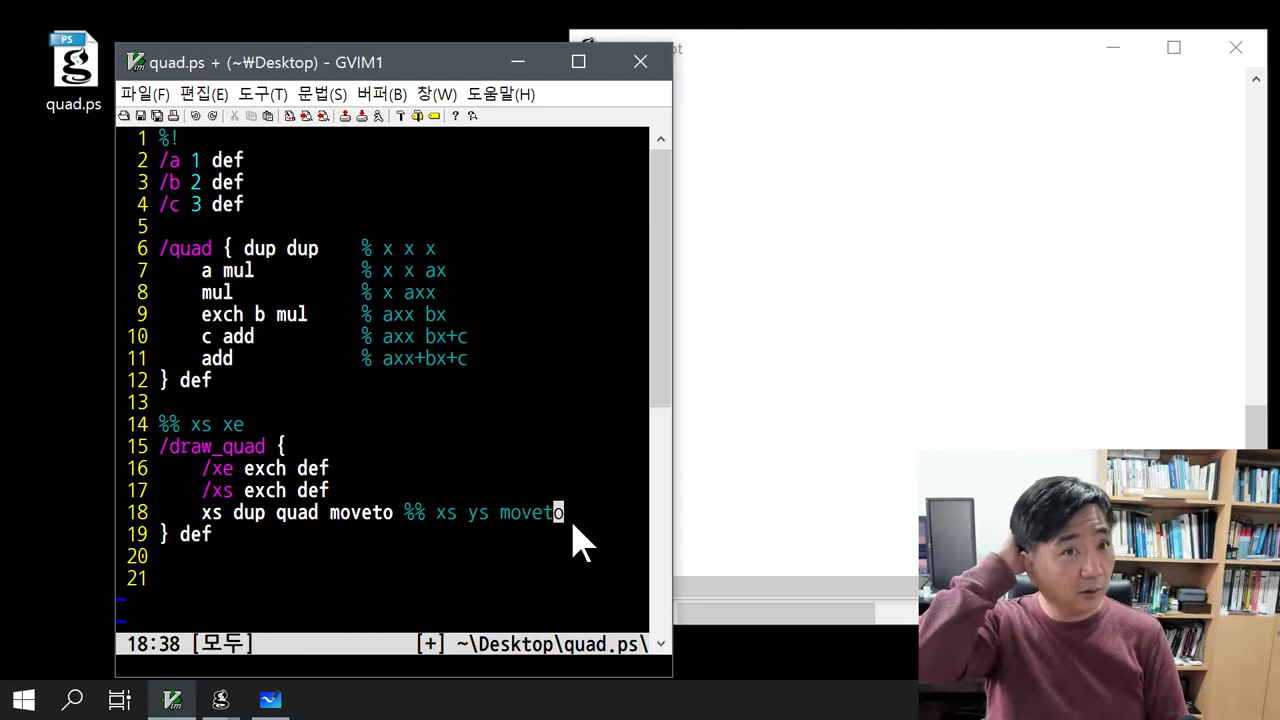 PS
quad.ps
quad.ps + (~₩Desktop) - GVIM1
파일(F) 편집(E) 도구(T) 문법(S) 버퍼(B) 창(W) 도움말(H)
1 %!
2 /a 1 def
3 /b 2 def
4 /c 3 def
5
6 /quad { dup dup % x x x
7 a mul % x x ax
8 mul % x axx
9 exch b mul % axx bx
10 c add % axx bx+c
11 add % axx+bx+c
12 } def
13
14 %% xs xe
15 /draw_quad {
16 /xe exch def
17 /xs exch def
18 xs dup quad moveto %% xs ys moveto
19 } def
20
21
~
~
18:38 [모두] [+] ~\Desktop\quad.ps\